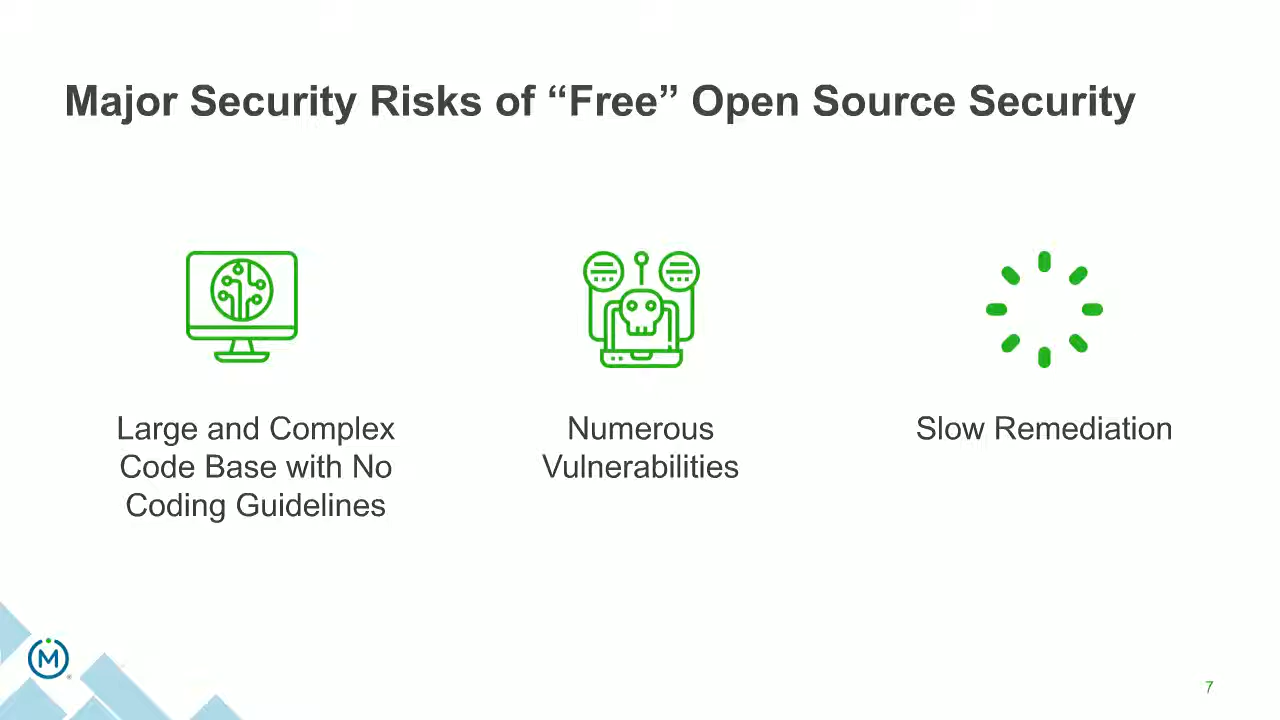 Major Security Risks of “Free” Open Source Security
Large and Complex
Code Base with No
Coding Guidelines
Numerous
Vulnerabilities
Slow Remediation
M
7